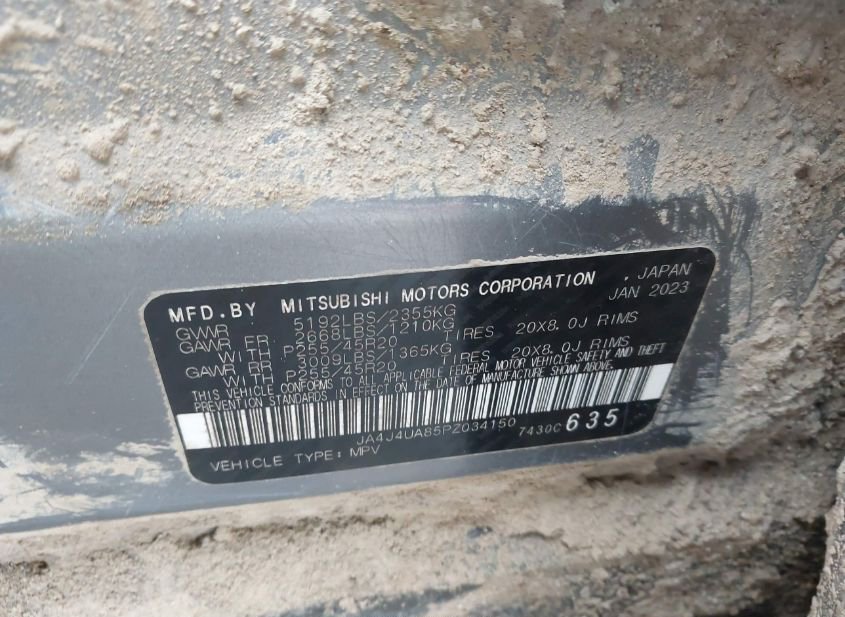 MFD.BY MITSUBISHI MOTORS CORPORATION . JAPAN
GVWR 5192LBS/2355KG JAN 2023
GAWR FR 2668LBS/1210KG
WITH P255/45R20 TIRES 20X8.0J RIMS
GAWR RR 3009LBS/1365KG
WITH P255/45R20 TIRES 20X8.0J RIMS
THIS VEHICLE CONFORMS TO ALL APPLICABLE FEDERAL MOTOR VEHICLE SAFETY AND THEFT
PREVENTION STANDARDS IN EFFECT ON THE DATE OF MANUFACTURE SHOWN ABOVE.
JA4J4UA85PZ034150 7430C 635
VEHICLE TYPE: MPV